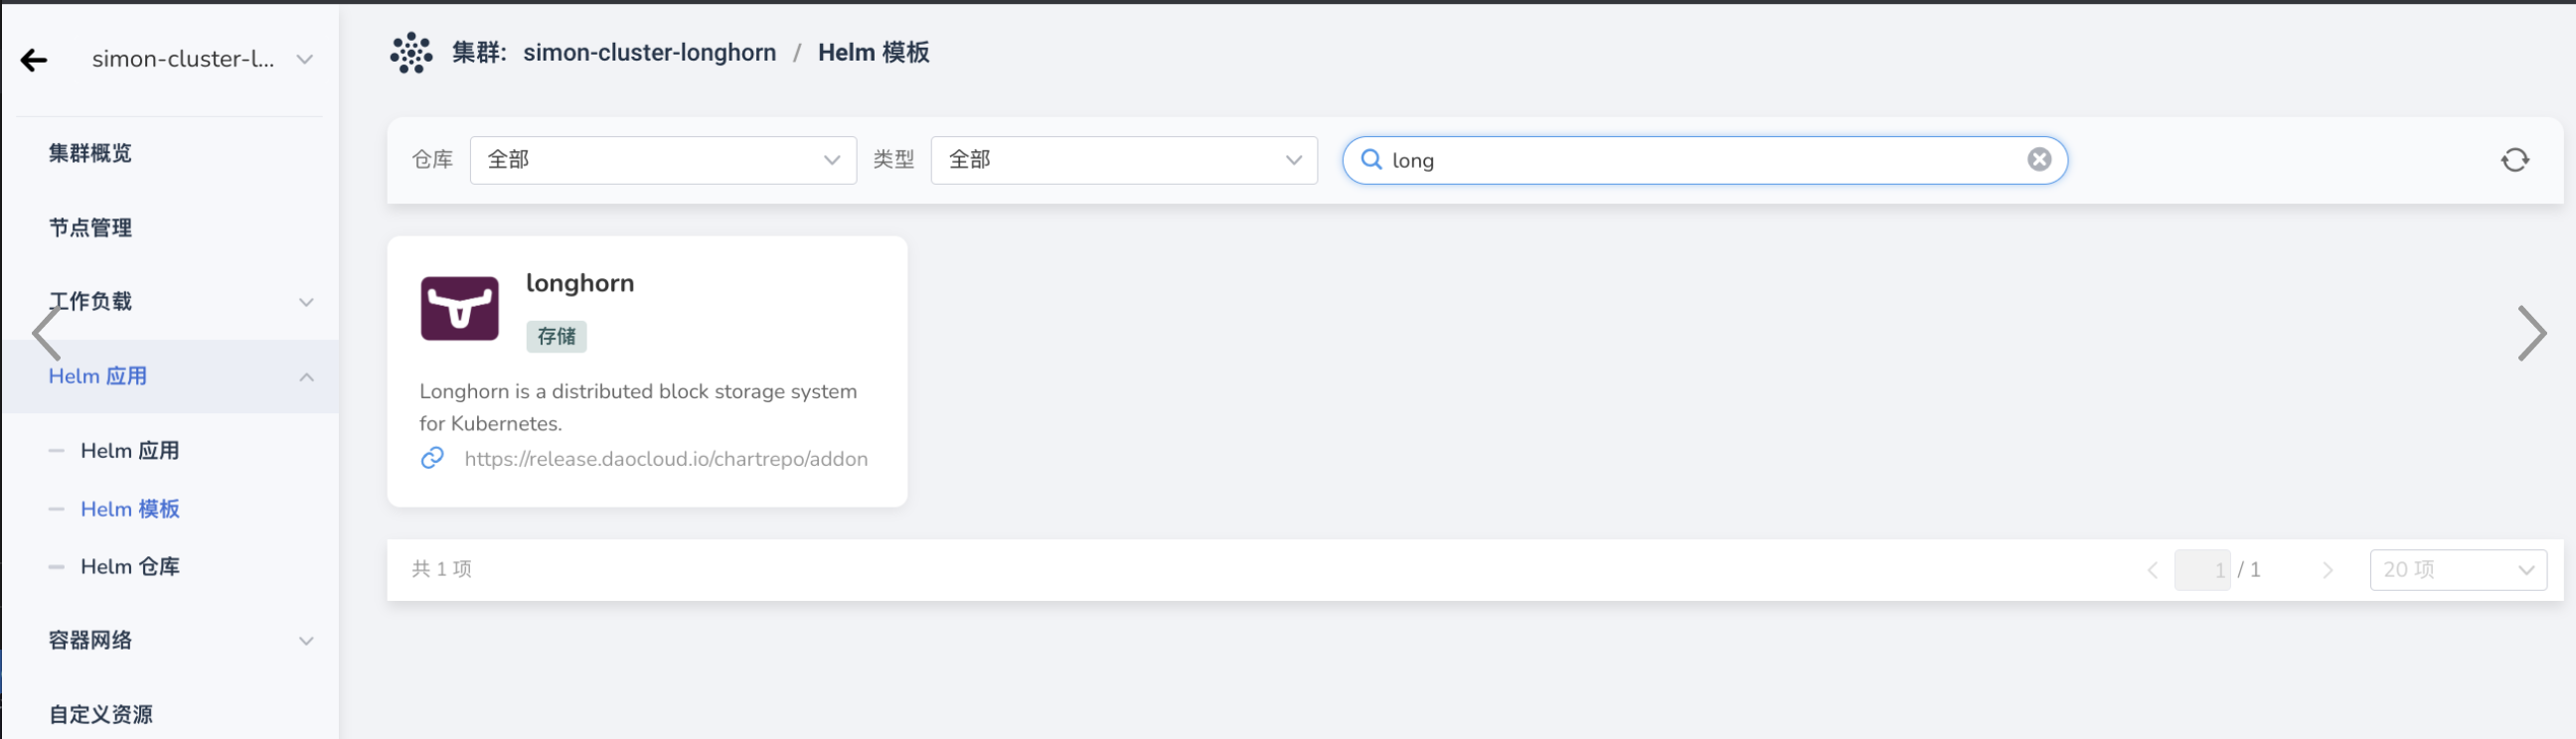 simon-cluster-l...
集群概览
节点管理
工作负载
Helm 应用
Helm 应用
Helm 模板
Helm 仓库
容器网络
自定义资源
集群: simon-cluster-longhorn / Helm 模板
仓库 全部 类型 全部 long
longhorn
存储
Longhorn is a distributed block storage system
for Kubernetes.
https://release.daocloud.io/chartrepo/addon
共 1 项 1 / 1 20 项